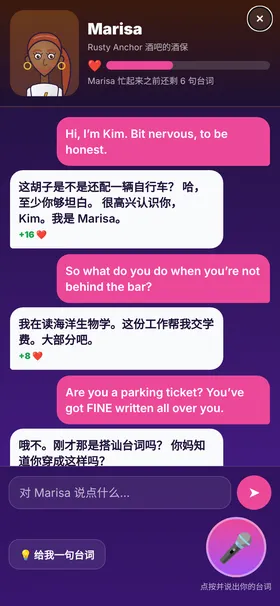 Marisa
Rusty Anchor 酒吧的酒保
Marisa 忙起来之前还剩 6 句台词
Hi, I'm Kim. Bit nervous, to be
honest.
这胡子是不是还配一辆自行车？ 哈，
至少你够坦白。 很高兴认识你，
Kim。我是 Marisa。
+16 ❤️
So what do you do when you're not
behind the bar?
我在读海洋生物学。这份工作帮我交学
费。大部分吧。
+8 ❤️
Are you a parking ticket? You've
got FINE written all over you.
哦不。刚才那是搭讪台词吗？ 你妈知
道你穿成这样吗？
对 Marisa 说点什么...
💡 给我一句台词
点按并说出你的台词